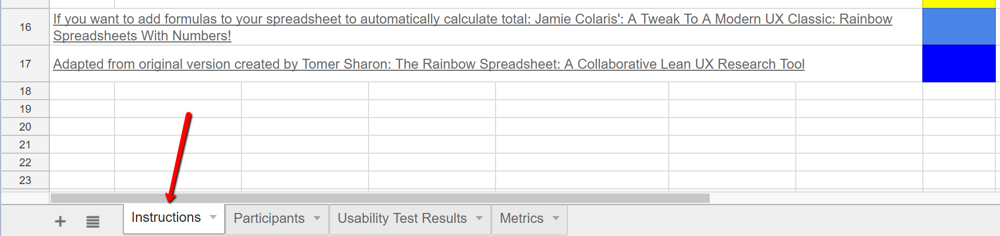 16
If you want to add formulas to your spreadsheet to automatically calculate total: Jamie Colaris': A Tweak To A Modern UX Classic: Rainbow
Spreadsheets With Numbers!
17
Adapted from original version created by Tomer Sharon: The Rainbow Spreadsheet: A Collaborative Lean UX Research Tool
18
19
20
21
22
23
Instructions
Participants
Usability Test Results
Metrics